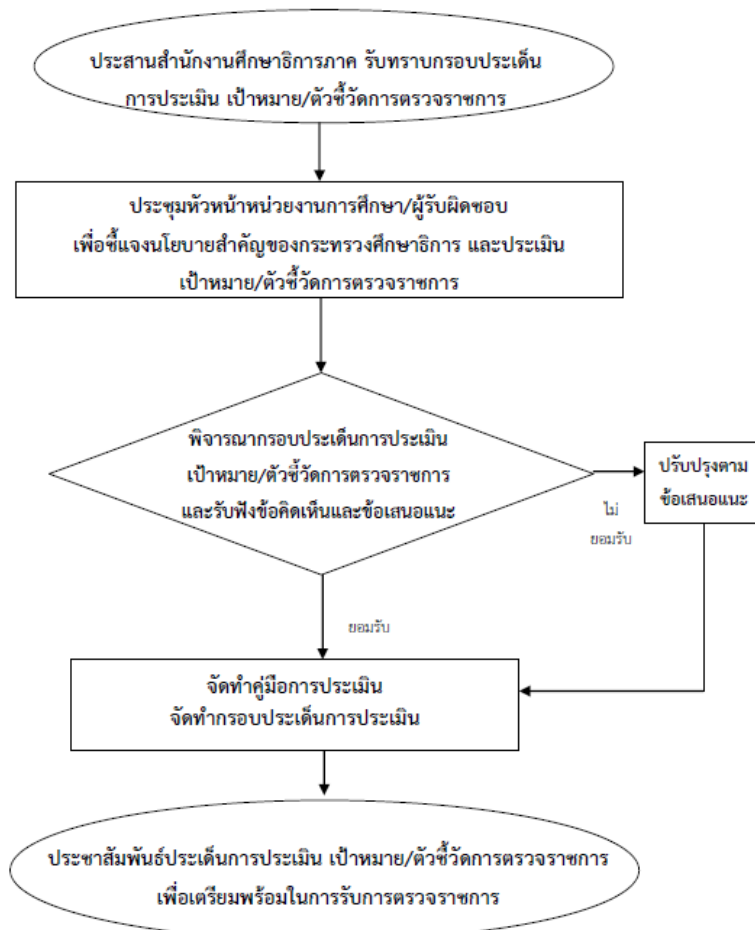 ประสานสำนักงานศึกษาธิการภาค รับทราบกรอบประเด็น
การประเมิน เป้าหมาย/ตัวชี้วัดการตรวจราชการ
ประชุมหัวหน้าหน่วยงานการศึกษา/ผู้รับผิดชอบ
เพื่อชี้แจงนโยบายสำคัญของกระทรวงศึกษาธิการ และประเมิน
เป้าหมาย/ตัวชี้วัดการตรวจราชการ
พิจารณากรอบประเด็นการประเมิน
เป้าหมาย/ตัวชี้วัดการตรวจราชการ
และรับฟังข้อคิดเห็นและข้อเสนอแนะ
ไม่
ยอมรับ
ปรับปรุงตาม
ข้อเสนอแนะ
ยอมรับ
จัดทำคู่มือการประเมิน
จัดทำกรอบประเด็นการประเมิน
ประชาสัมพันธ์ประเด็นการประเมิน เป้าหมาย/ตัวชี้วัดการตรวจราชการ
เพื่อเตรียมพร้อมในการรับการตรวจราชการ